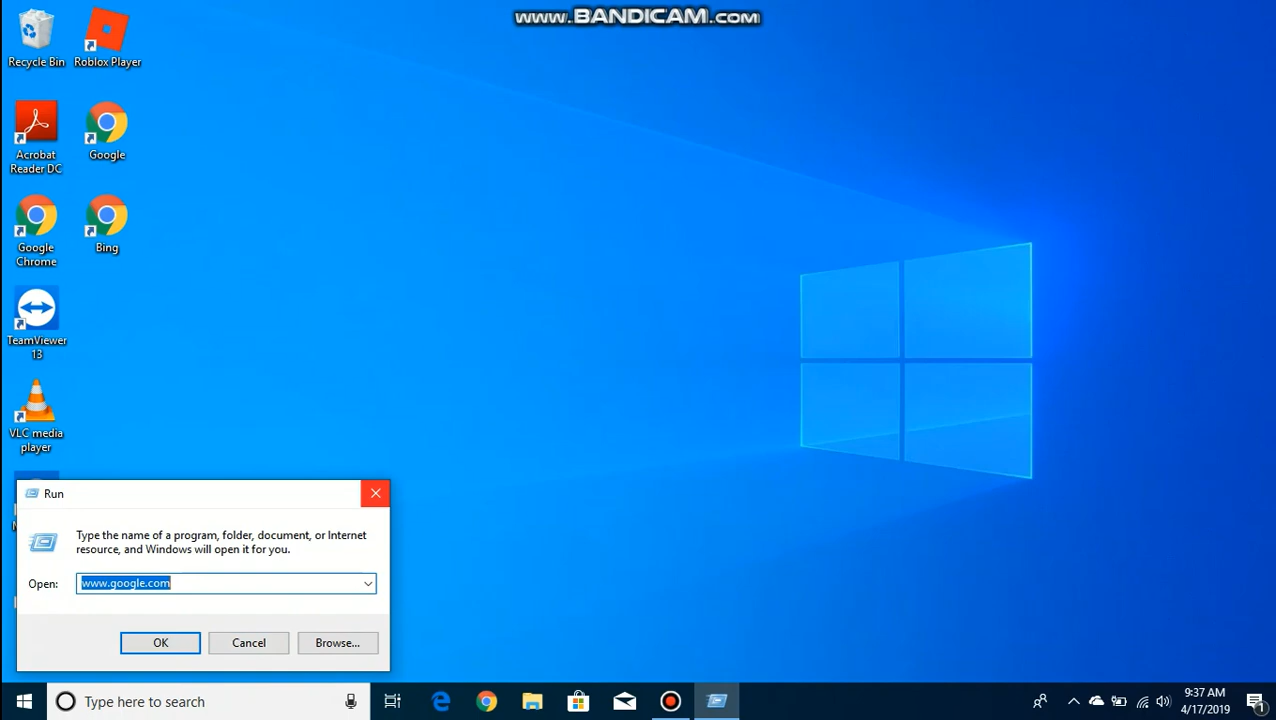 www.BANDICAM.com
Recycle Bin
Roblox Player
Acrobat
Reader DC
Google
Google
Chrome
Bing
TeamViewer
13
VLC media
player
Run
Type the name of a program, folder, document, or Internet
resource, and Windows will open it for you.
Open:
www.google.com
OK
Cancel
Browse...
Type here to search
9:37 AM
4/17/2019
1